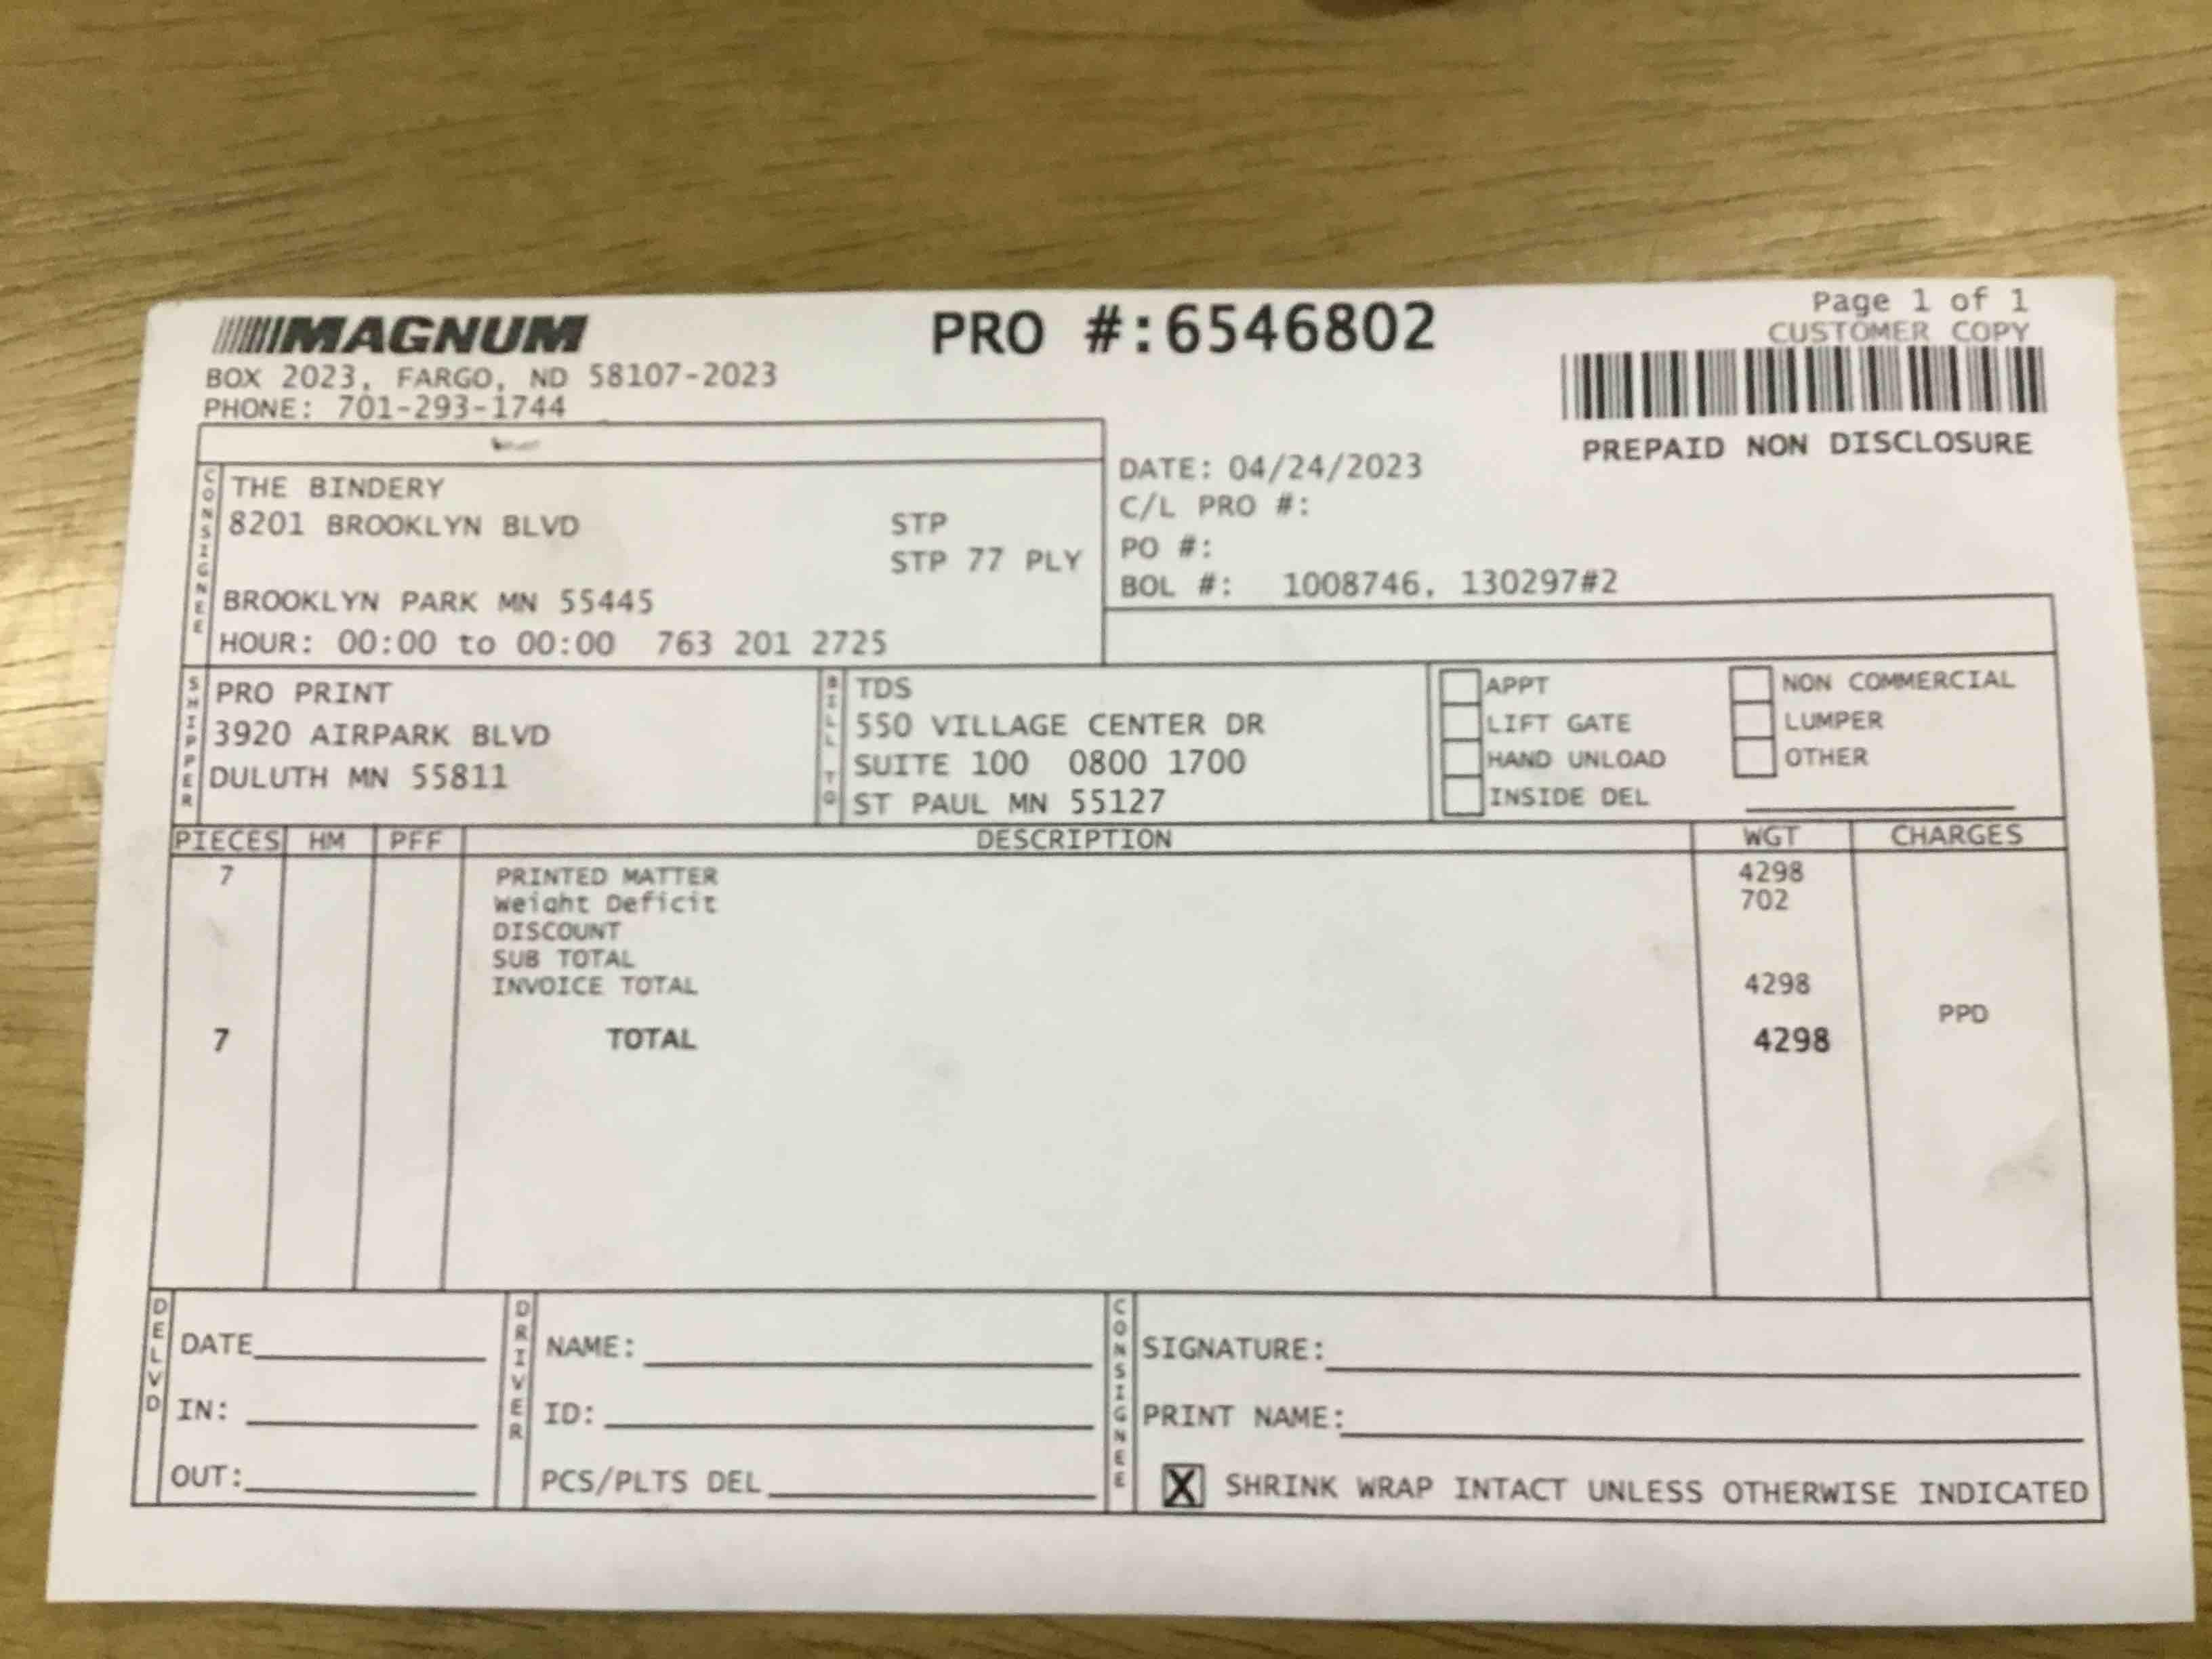 MAGNUM
PRO #:6546802
Page 1 of 1
CUSTOMER COPY
BOX 2023, FARGO, ND 58107-2023
PHONE: 701-293-1744
PREPAID NON DISCLOSURE
CONSIGNEE
THE BINDERY
8201 BROOKLYN BLVD STP
STP 77 PLY
BROOKLYN PARK MN 55445
HOUR: 00:00 to 00:00 763 201 2725
DATE: 04/24/2023
C/L PRO #:
PO #:
BOL #: 1008746, 130297#2
SHIPPER
PRO PRINT
3920 AIRPARK BLVD
DULUTH MN 55811
BILL TO
TDS
550 VILLAGE CENTER DR
SUITE 100 0800 1700
ST PAUL MN 55127
APPT
LIFT GATE
HAND UNLOAD
INSIDE DEL
NON COMMERCIAL
LUMPER
OTHER
PIECES HM PFF DESCRIPTION WGT CHARGES
7 PRINTED MATTER 4298
Weight Deficit 702
DISCOUNT
SUB TOTAL
INVOICE TOTAL 4298
PPD
7 TOTAL 4298
DELVD
DATE
IN:
OUT:
DRIVER
NAME:
ID:
PCS/PLTS DEL
CONSIGNEE
SIGNATURE:
PRINT NAME:
X SHRINK WRAP INTACT UNLESS OTHERWISE INDICATED